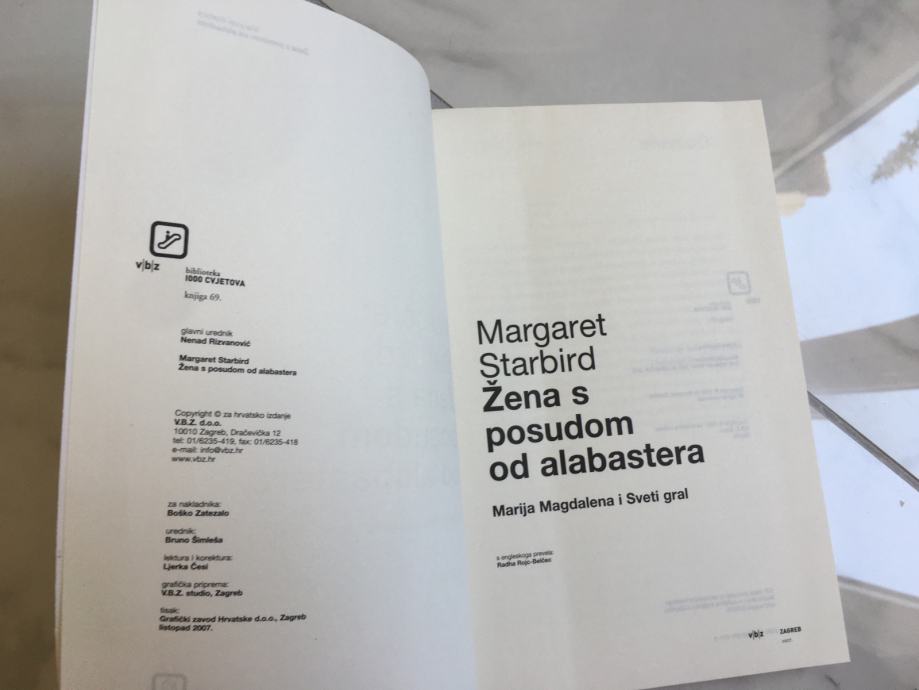 v|b|z
biblioteka
1000 CVJETOVA
knjiga 69.
glavni urednik
Nenad Rizvanović
Margaret Starbird
Žena s posudom od alabastera
Copyright © za hrvatsko izdanje
V.B.Z. d.o.o.
10010 Zagreb, Dračevička 12
tel: 01/6235-419, fax: 01/6235-418
e-mail: info@vbz.hr
www.vbz.hr
za nakladnika:
Boško Zatezalo
urednik:
Bruno Šimleša
lektura i korektura:
Ljerka Česi
grafička priprema:
V.B.Z. studio, Zagreb
tisak:
Grafički zavod Hrvatske d.o.o., Zagreb
listopad 2007.
Margaret
Starbird
Žena s
posudom
od alabastera
Marija Magdalena i Sveti gral
s engleskoga prevela:
Radha Rojc-Belčec
v|b|z ZAGREB
2007.